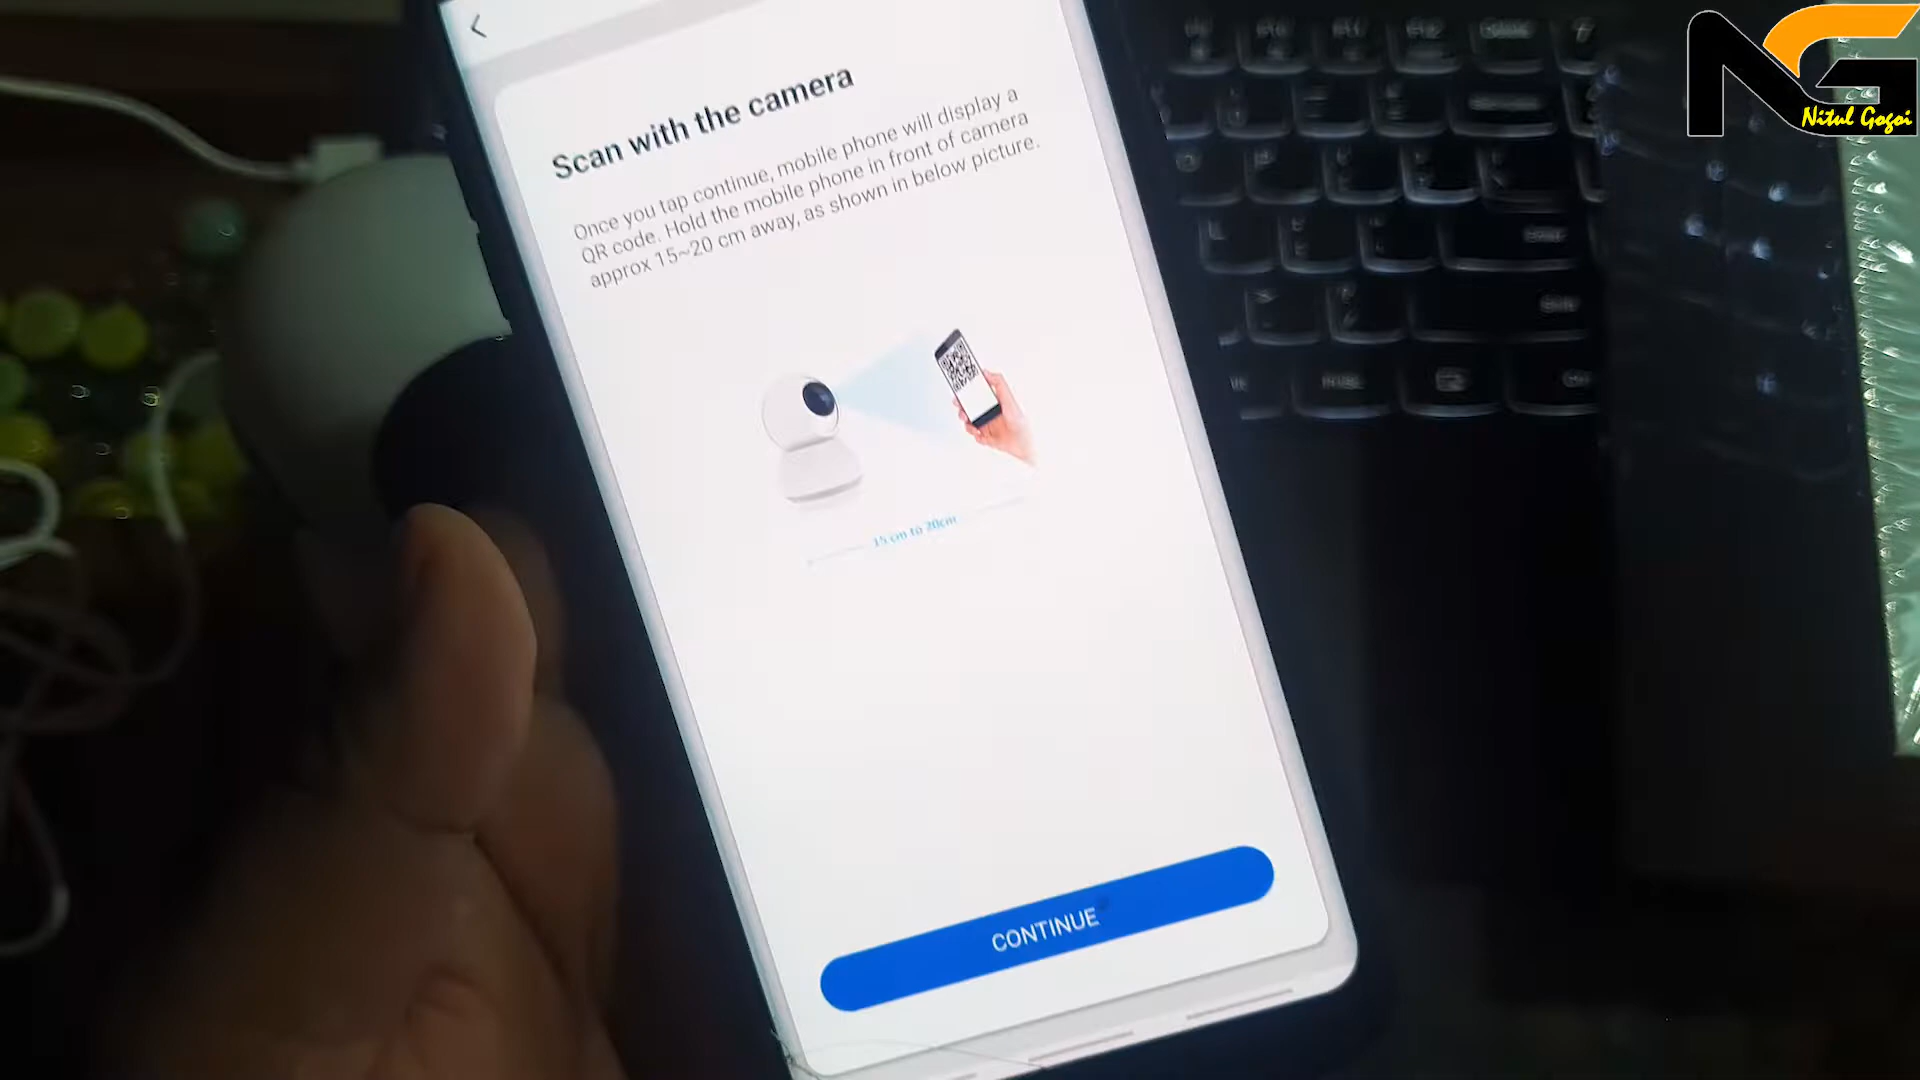 Scan with the camera
Once you tap continue, mobile phone will display a
QR code. Hold the mobile phone in front of camera
approx 15~20 cm away, as shown in below picture.
15 cm to 20cm
CONTINUE
NG
Nitul Gogoi